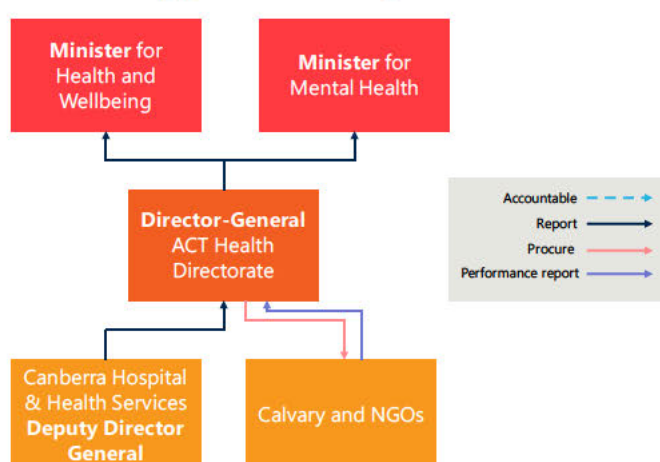 Minister for
Health and
Wellbeing
Minister for
Mental Health
Director-General
ACT Health
Directorate
Accountable
Report
Procure
Performance report
Canberra Hospital
& Health Services
Deputy Director
General
Calvary and NGOs